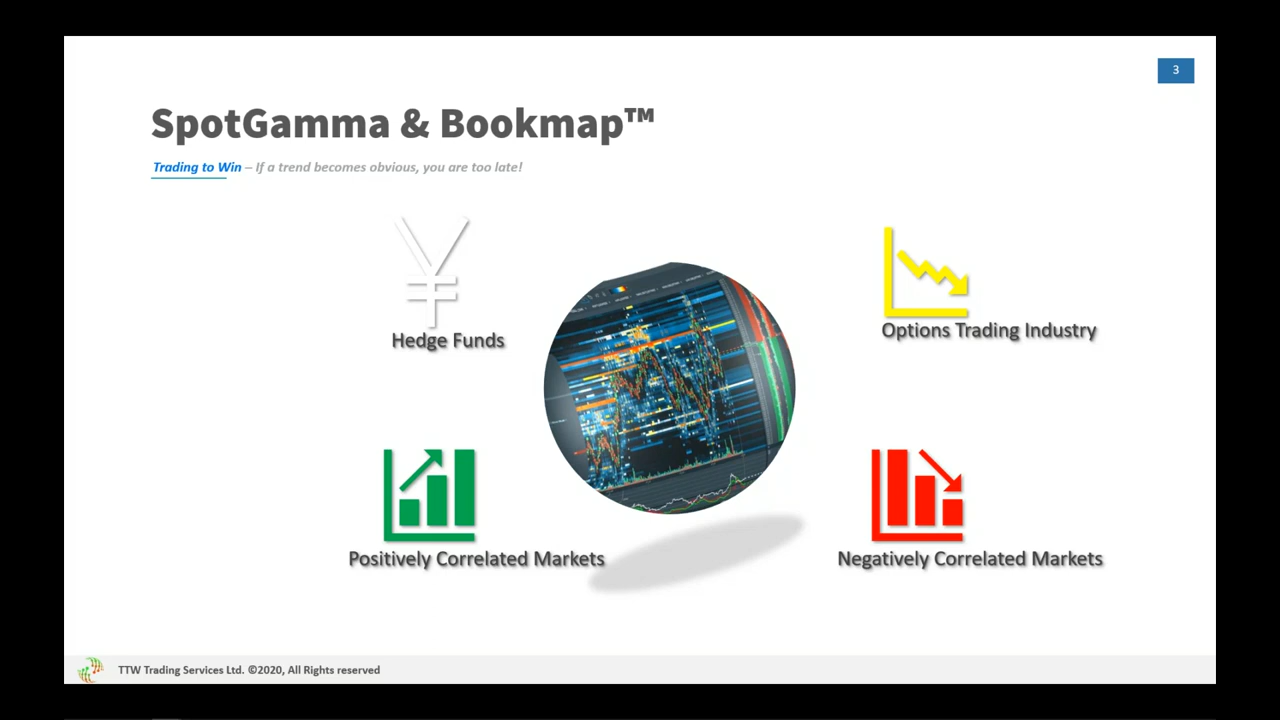 3
SpotGamma & Bookmap™
Trading to Win – If a trend becomes obvious, you are too late!
Hedge Funds
Options Trading Industry
Positively Correlated Markets
Negatively Correlated Markets
TTW Trading Services Ltd. ©2020, All Rights reserved